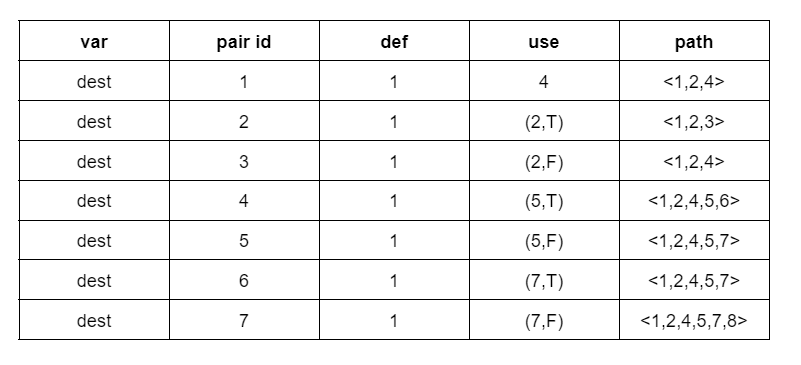 var pair id def use path
dest 1 1 4 <1,2,4>
dest 2 1 (2,T) <1,2,3>
dest 3 1 (2,F) <1,2,4>
dest 4 1 (5,T) <1,2,4,5,6>
dest 5 1 (5,F) <1,2,4,5,7>
dest 6 1 (7,T) <1,2,4,5,7>
dest 7 1 (7,F) <1,2,4,5,7,8>